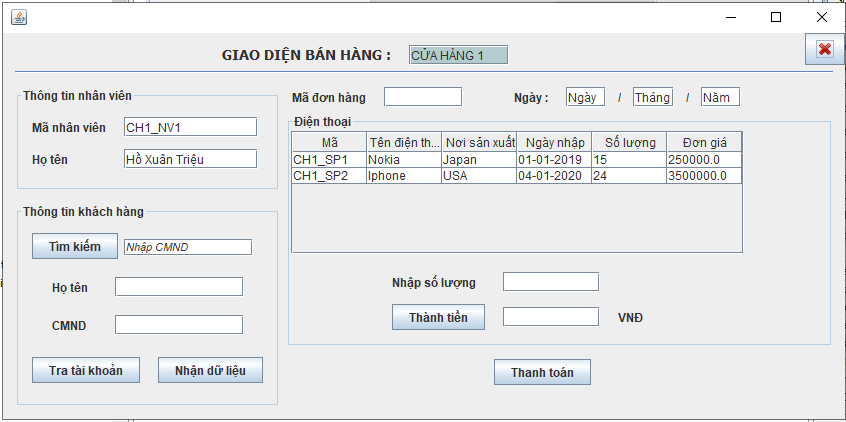 GIAO DIỆN BÁN HÀNG : CỬA HÀNG 1
Thông tin nhân viên
Mã nhân viên CH1_NV1
Họ tên Hồ Xuân Triệu
Thông tin khách hàng
Tìm kiếm Nhập CMND
Họ tên
CMND
Tra tài khoản Nhận dữ liệu
Mã đơn hàng Ngày : Ngày / Tháng / Năm
Điện thoại
Mã Tên điện th... Nơi sản xuất Ngày nhập Số lượng Đơn giá
CH1_SP1 Nokia Japan 01-01-2019 15 250000.0
CH1_SP2 Iphone USA 04-01-2020 24 3500000.0
Nhập số lượng
Thành tiền VNĐ
Thanh toán